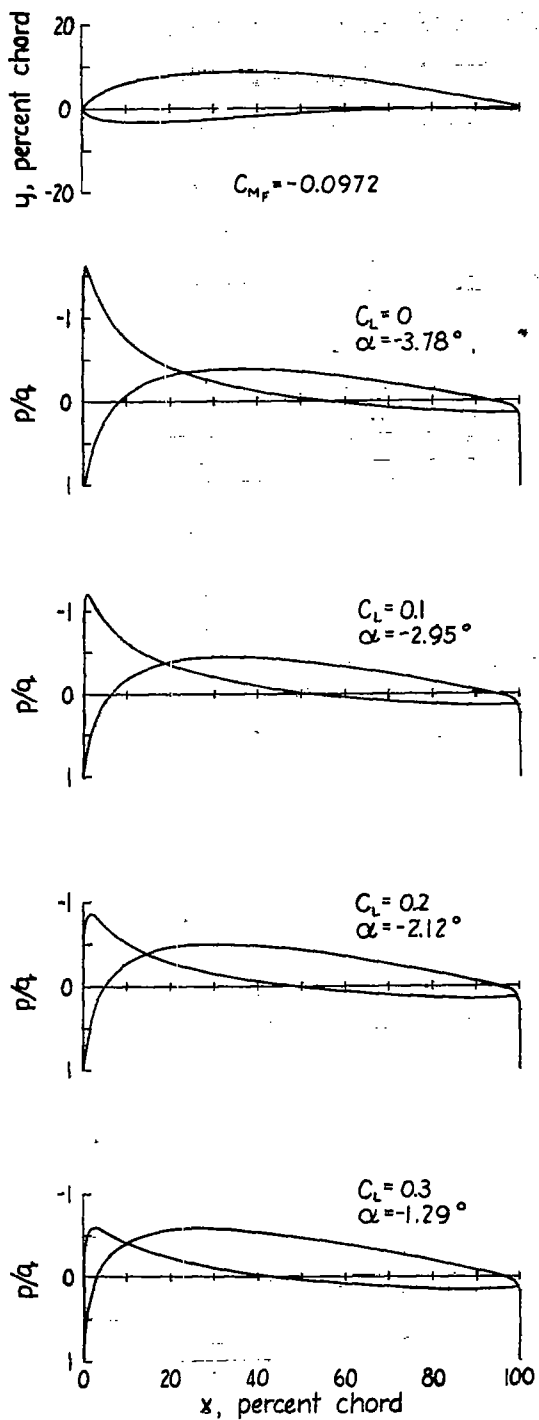 20
0
-20
y, percent chord
C_MF = -0.0972
-1
0
1
p/q
C_L = 0
α = -3.78°
-1
0
1
p/q
C_L = 0.1
α = -2.95°
-1
0
1
p/q
C_L = 0.2
α = -2.12°
-1
0
1
p/q
C_L = 0.3
α = -1.29°
0 20 40 60 80 100
x, percent chord